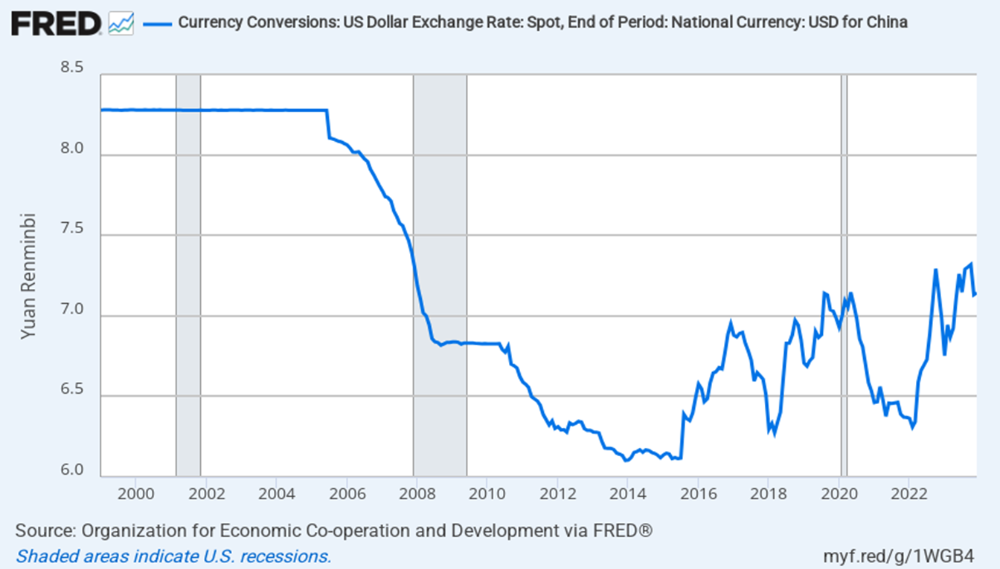 FRED Currency Conversions: US Dollar Exchange Rate: Spot, End of Period: National Currency: USD for China
8.5
8.0
7.5
7.0
6.5
6.0
Yuan Renminbi
2000 2002 2004 2006 2008 2010 2012 2014 2016 2018 2020 2022
Source: Organization for Economic Co-operation and Development via FRED®
Shaded areas indicate U.S. recessions.
myf.red/g/1WGB4